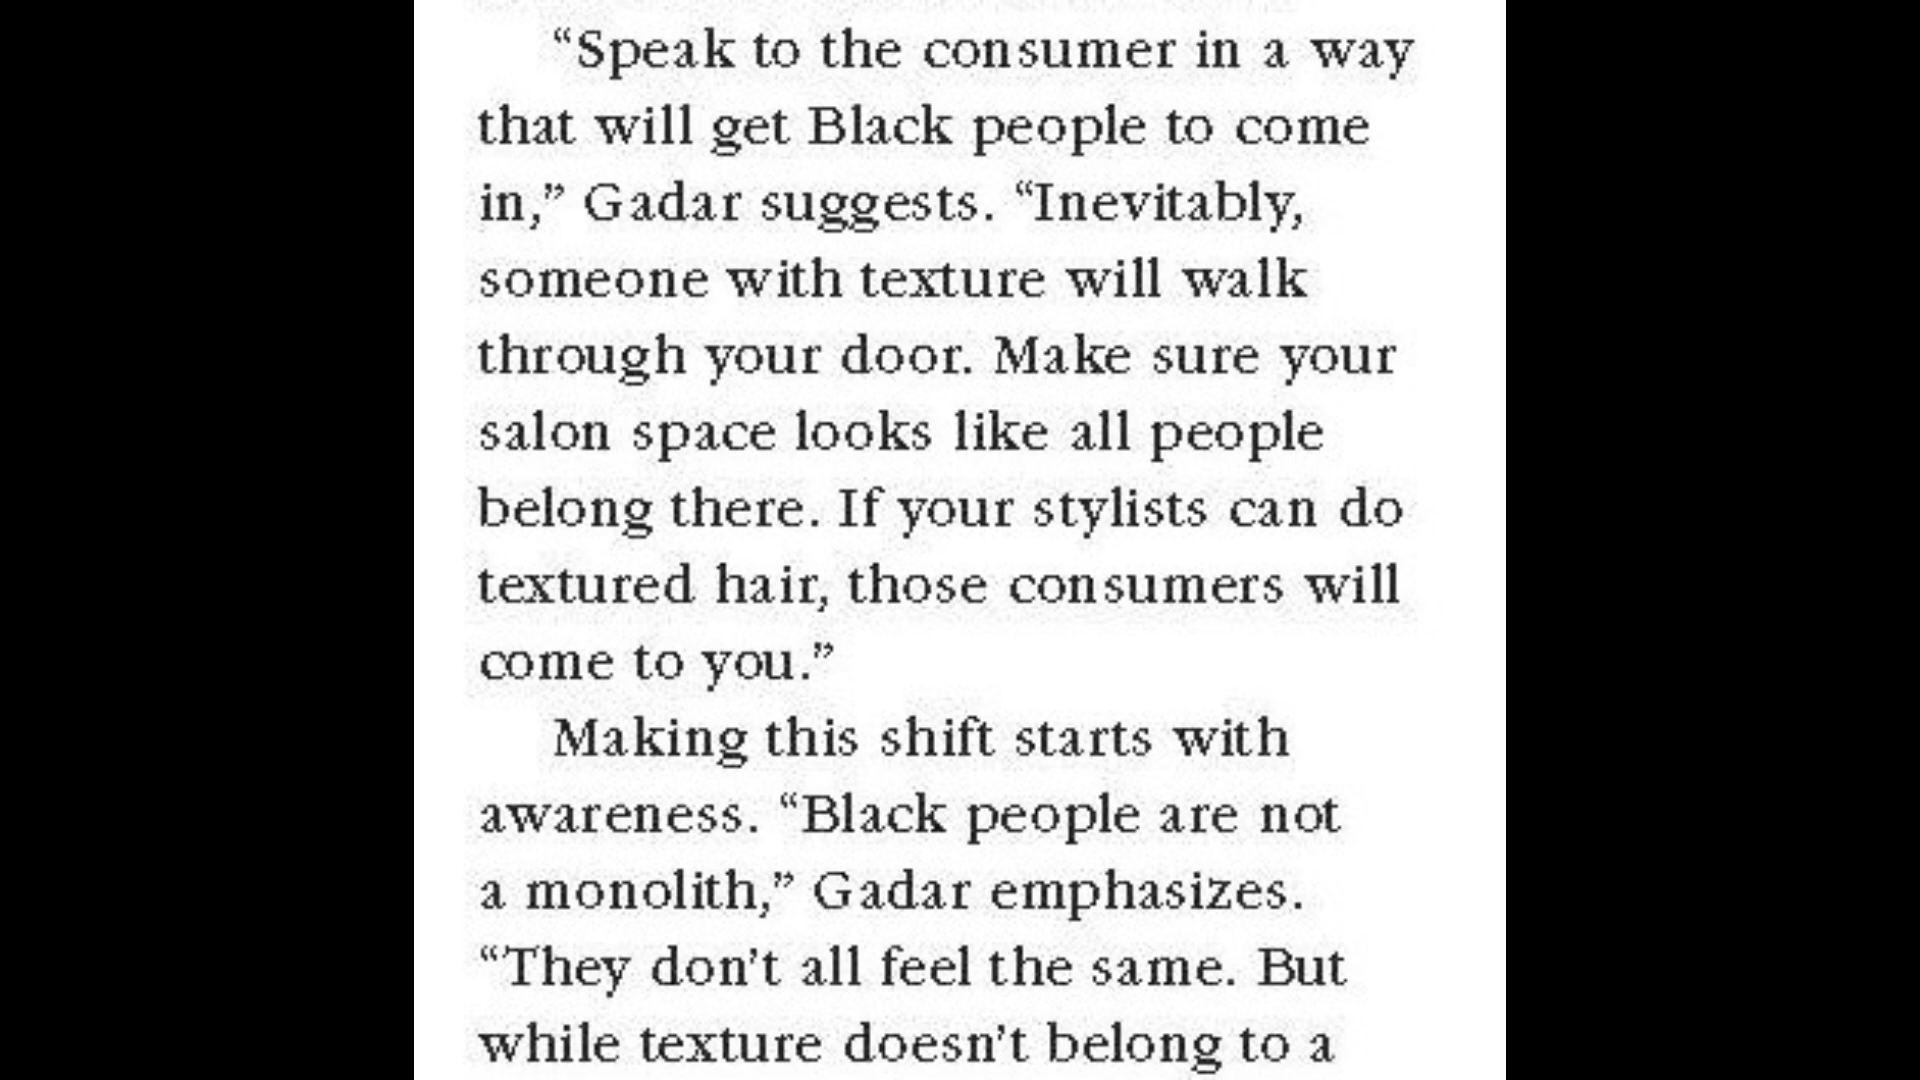 “Speak to the consumer in a way
that will get Black people to come
in,” Gadar suggests. “Inevitably,
someone with texture will walk
through your door. Make sure your
salon space looks like all people
belong there. If your stylists can do
textured hair, those consumers will
come to you.”
Making this shift starts with
awareness. “Black people are not
a monolith,” Gadar emphasizes.
“They don’t all feel the same. But
while texture doesn’t belong to a